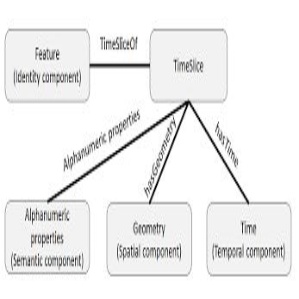 TimeSliceOf
Feature
(Identity component)
TimeSlice
Alphanumeric properties
hasGeometry
hasTime
Alphanumeric
properties
(Semantic component)
Geometry
(Spatial component)
Time
(Temporal component)